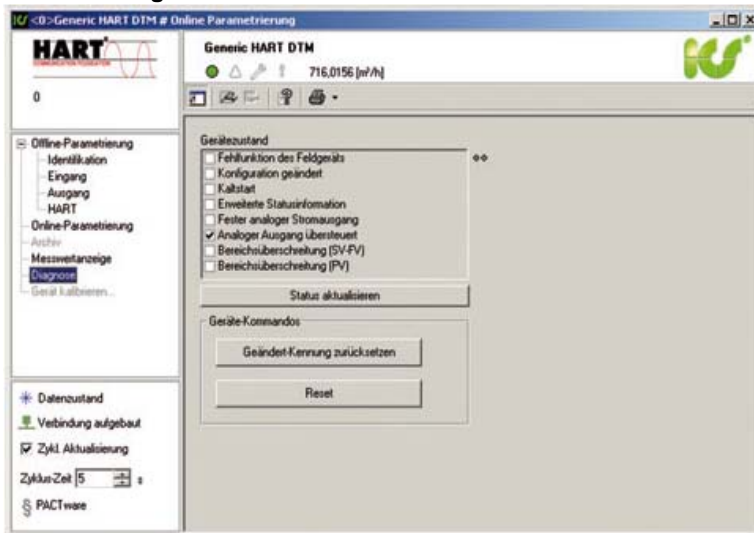 <0>Generic HART DTM # Online Parametrierung
HART
COMMUNICATION FOUNDATION
0
Generic HART DTM
716,0156 [m³/h]
ICS
Offline-Parametrierung
Identifikation
Eingang
Ausgang
HART
Online-Parametrierung
Archiv
Messwertanzeige
Diagnose
Gerät kalibrieren...
Gerätezustand
Fehlfunktion des Feldgeräts
Konfiguration geändert
Kaltstart
Erweiterte Statusinformation
Fester analoger Stromausgang
Analoger Ausgang übersteuert
Bereichsüberschreitung (SV-FV)
Bereichsüberschreitung (PV)
Status aktualisieren
Geräte-Kommandos
Geändert-Kennung zurücksetzen
Reset
Datenzustand
Verbindung aufgebaut
Zykl. Aktualisierung
Zyklus-Zeit 5 s
PACTware